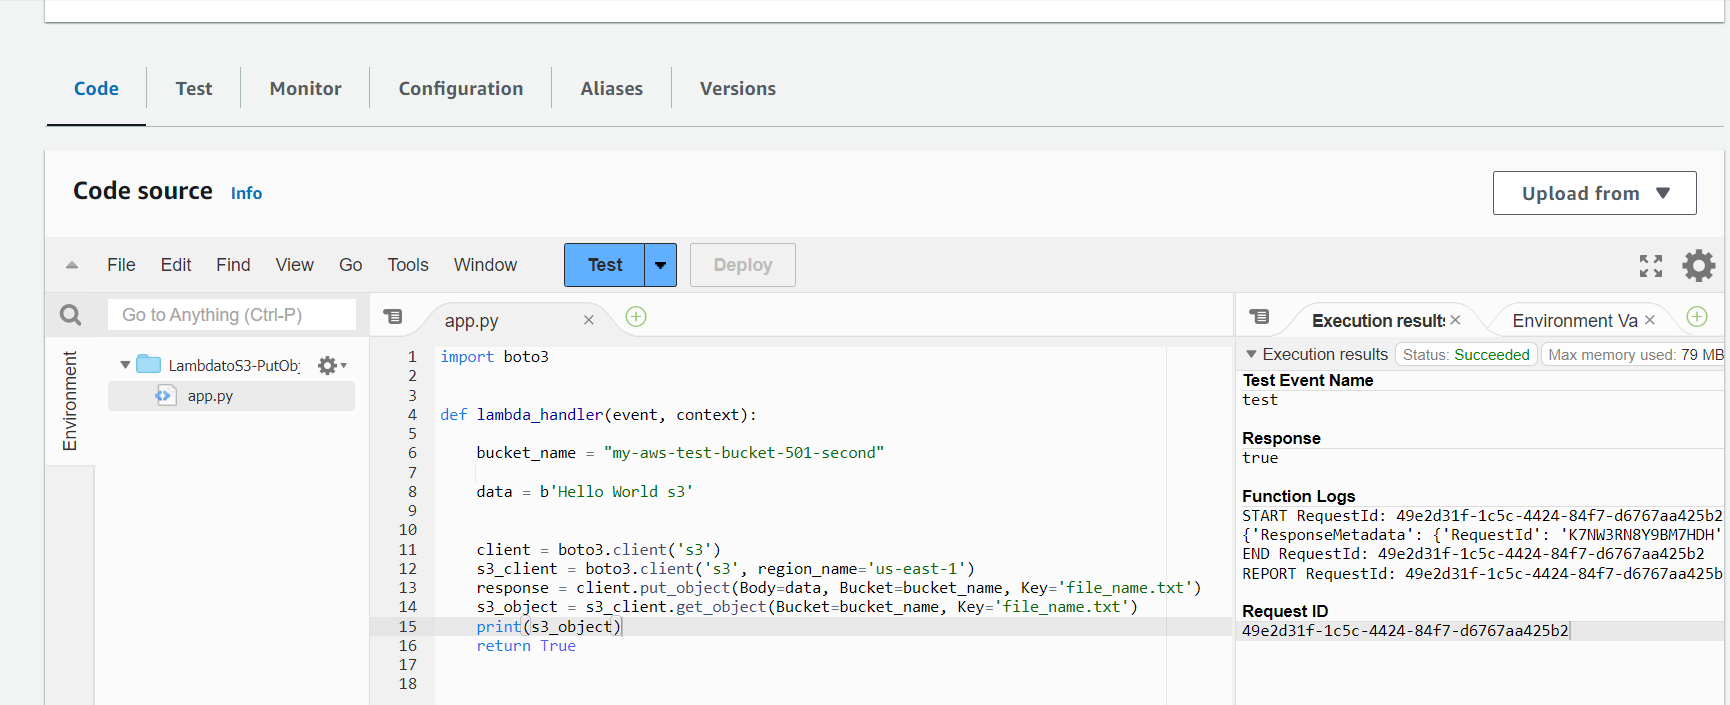 Code Test Monitor Configuration Aliases Versions
Code source Info
Upload from
File Edit Find View Go Tools Window Test Deploy
Go to Anything (Ctrl-P)
Environment
LambdatoS3-PutObj
app.py
app.py
1 import boto3
2
3
4 def lambda_handler(event, context):
5
6 bucket_name = "my-aws-test-bucket-501-second"
7
8 data = b'Hello World s3'
9
10
11 client = boto3.client('s3')
12 s3_client = boto3.client('s3', region_name='us-east-1')
13 response = client.put_object(Body=data, Bucket=bucket_name, Key='file_name.txt')
14 s3_object = s3_client.get_object(Bucket=bucket_name, Key='file_name.txt')
15 print(s3_object)
16 return True
17
18
Execution results Environment Va
Execution results Status: Succeeded Max memory used: 79 MB
Test Event Name
test
Response
true
Function Logs
START RequestId: 49e2d31f-1c5c-4424-84f7-d6767aa425b2
{'ResponseMetadata': {'RequestId': 'K7NW3RN8Y9BM7HDH'
END RequestId: 49e2d31f-1c5c-4424-84f7-d6767aa425b2
REPORT RequestId: 49e2d31f-1c5c-4424-84f7-d6767aa425b
Request ID
49e2d31f-1c5c-4424-84f7-d6767aa425b2